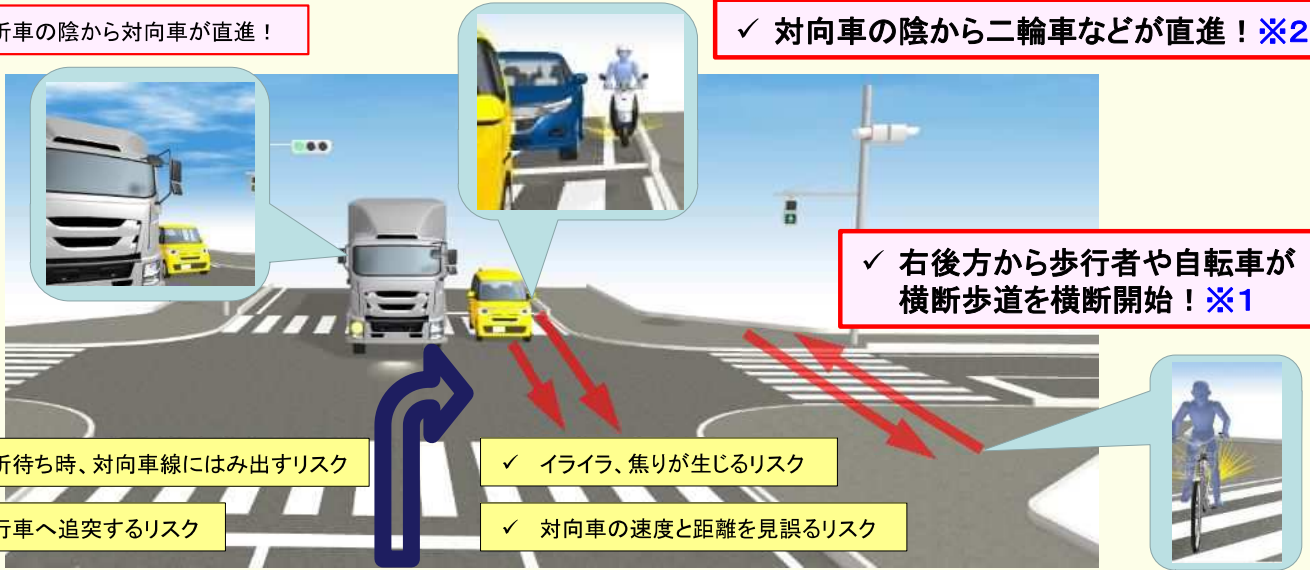 折車の陰から対向車が直進！
✓ 対向車の陰から二輪車などが直進！※2
✓ 右後方から歩行者や自転車が
横断歩道を横断開始！※1
折待ち時、対向車線にはみ出すリスク
✓ イライラ、焦りが生じるリスク
行車へ追突するリスク
✓ 対向車の速度と距離を見誤るリスク